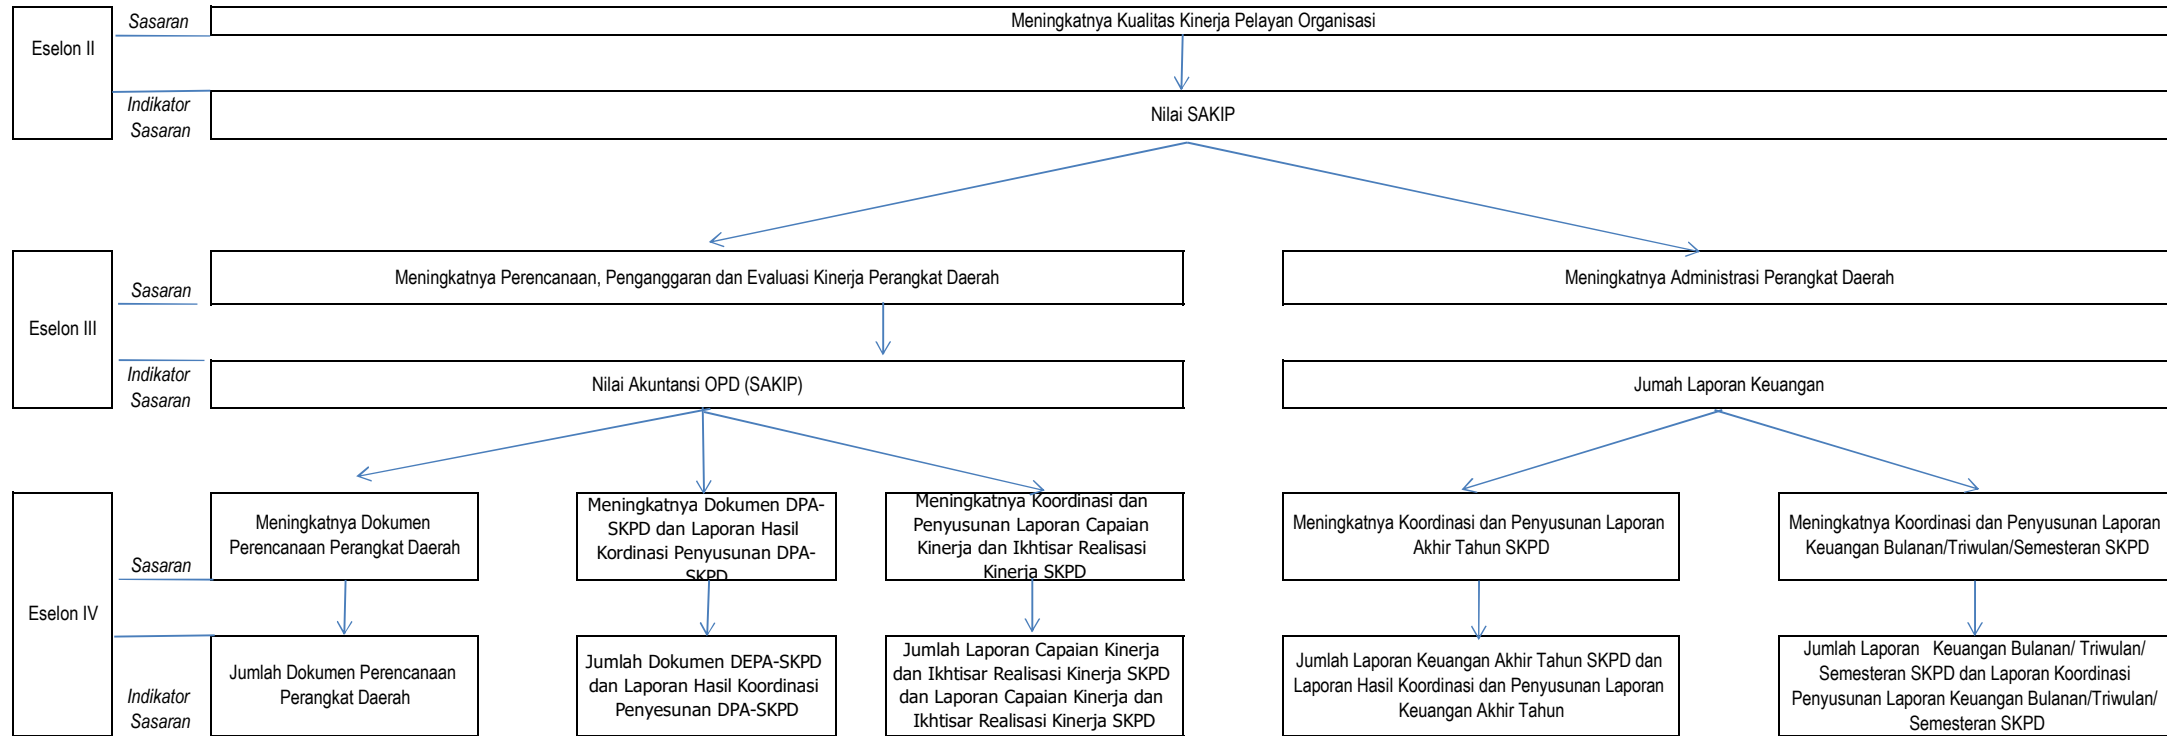 Eselon II
Sasaran
Meningkatnya Kualitas Kinerja Pelayan Organisasi
Indikator
Sasaran
Nilai SAKIP
Eselon III
Sasaran
Meningkatnya Perencanaan, Penganggaran dan Evaluasi Kinerja Perangkat Daerah
Meningkatnya Administrasi Perangkat Daerah
Indikator
Sasaran
Nilai Akuntansi OPD (SAKIP)
Jumah Laporan Keuangan
Eselon IV
Sasaran
Meningkatnya Dokumen
Perencanaan Perangkat Daerah
Meningkatnya Dokumen DPA-
SKPD dan Laporan Hasil
Kordinasi Penyusunan DPA-
SKPD
Meningkatnya Koordinasi dan
Penyusunan Laporan Capaian
Kinerja dan Ikhtisar Realisasi
Kinerja SKPD
Meningkatnya Koordinasi dan Penyusunan Laporan
Akhir Tahun SKPD
Meningkatnya Koordinasi dan Penyusunan Laporan
Keuangan Bulanan/Triwulan/Semesteran SKPD
Indikator
Sasaran
Jumlah Dokumen Perencanaan
Perangkat Daerah
Jumlah Dokumen DEPA-SKPD
dan Laporan Hasil Koordinasi
Penyesunan DPA-SKPD
Jumlah Laporan Capaian Kinerja
dan Ikhtisar Realisasi Kinerja SKPD
dan Laporan Capaian Kinerja dan
Ikhtisar Realisasi Kinerja SKPD
Jumlah Laporan Keuangan Akhir Tahun SKPD dan
Laporan Hasil Koordinasi dan Penyusunan Laporan
Keuangan Akhir Tahun
Jumlah Laporan Keuangan Bulanan/ Triwulan/
Semesteran SKPD dan Laporan Koordinasi
Penyusunan Laporan Keuangan Bulanan/Triwulan/
Semesteran SKPD